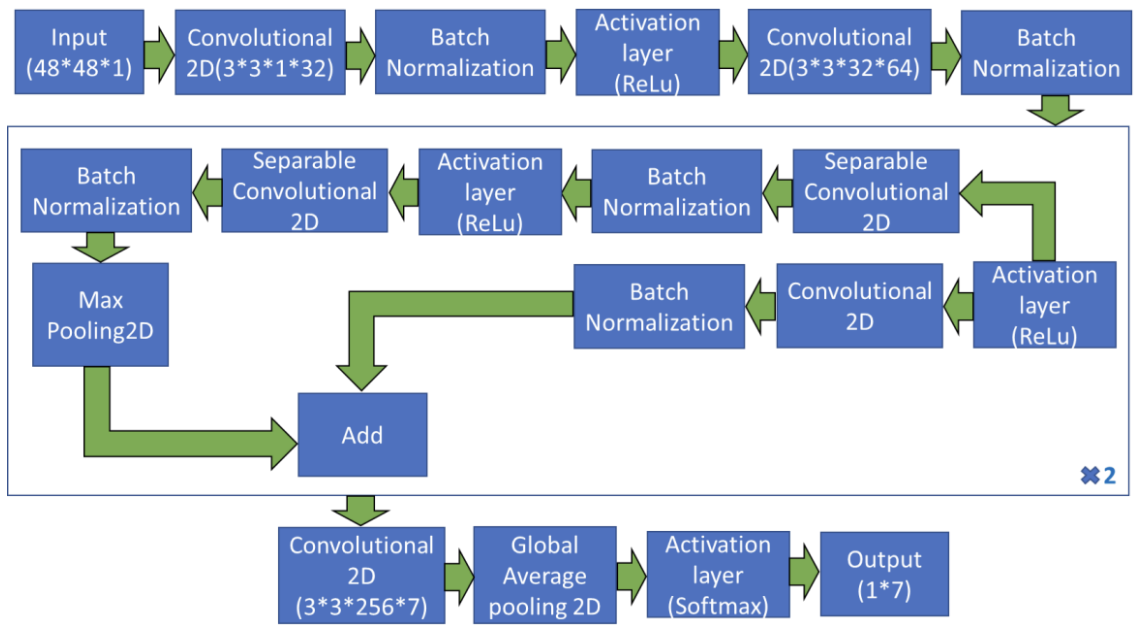 Input
(48*48*1)
Convolutional
2D(3*3*1*32)
Batch
Normalization
Activation
layer
(ReLu)
Convolutional
2D(3*3*32*64)
Batch
Normalization
Batch
Normalization
Separable
Convolutional
2D
Activation
layer
(ReLu)
Batch
Normalization
Separable
Convolutional
2D
Max
Pooling2D
Batch
Normalization
Convolutional
2D
Activation
layer
(ReLu)
Add
✖2
Convolutional
2D
(3*3*256*7)
Global
Average
pooling 2D
Activation
layer
(Softmax)
Output
(1*7)